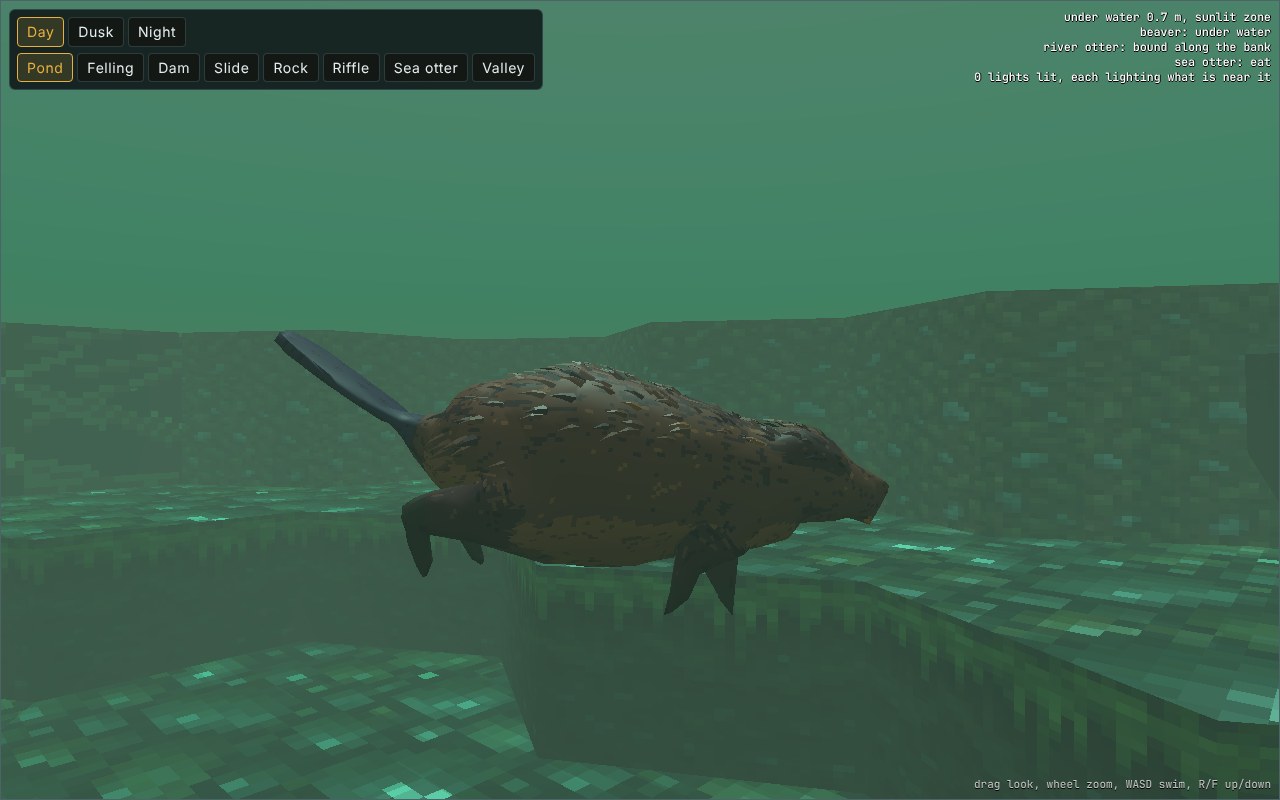 Day Dusk Night
Pond Felling Dam Slide Rock Riffle Sea otter Valley
under water 0.7 m, sunlit zone
beaver: under water
river otter: bound along the bank
sea otter: eat
0 lights lit, each lighting what is near it
drag look, wheel zoom, WASD swim, R/F up/down